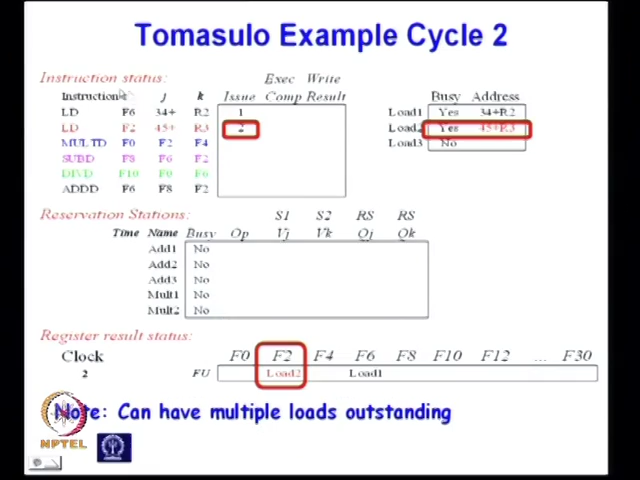 Tomasulo Example Cycle 2
Instruction status: Exec Write
Instruction j k Issue Comp Result Busy Address
LD F6 34+ R2 1 Load1 Yes 34+R2
LD F2 45+ R3 2 Load2 Yes 45+R3
MULTD F0 F2 F4 Load3 No
SUBD F8 F6 F2
DIVD F10 F0 F6
ADDD F6 F8 F2
Reservation Stations: S1 S2 RS RS
Time Name Busy Op Vj Vk Qj Qk
Add1 No
Add2 No
Add3 No
Mult1 No
Mult2 No
Register result status:
Clock F0 F2 F4 F6 F8 F10 F12 ... F30
2 FU Load2 Load1
Note: Can have multiple loads outstanding
NPTEL